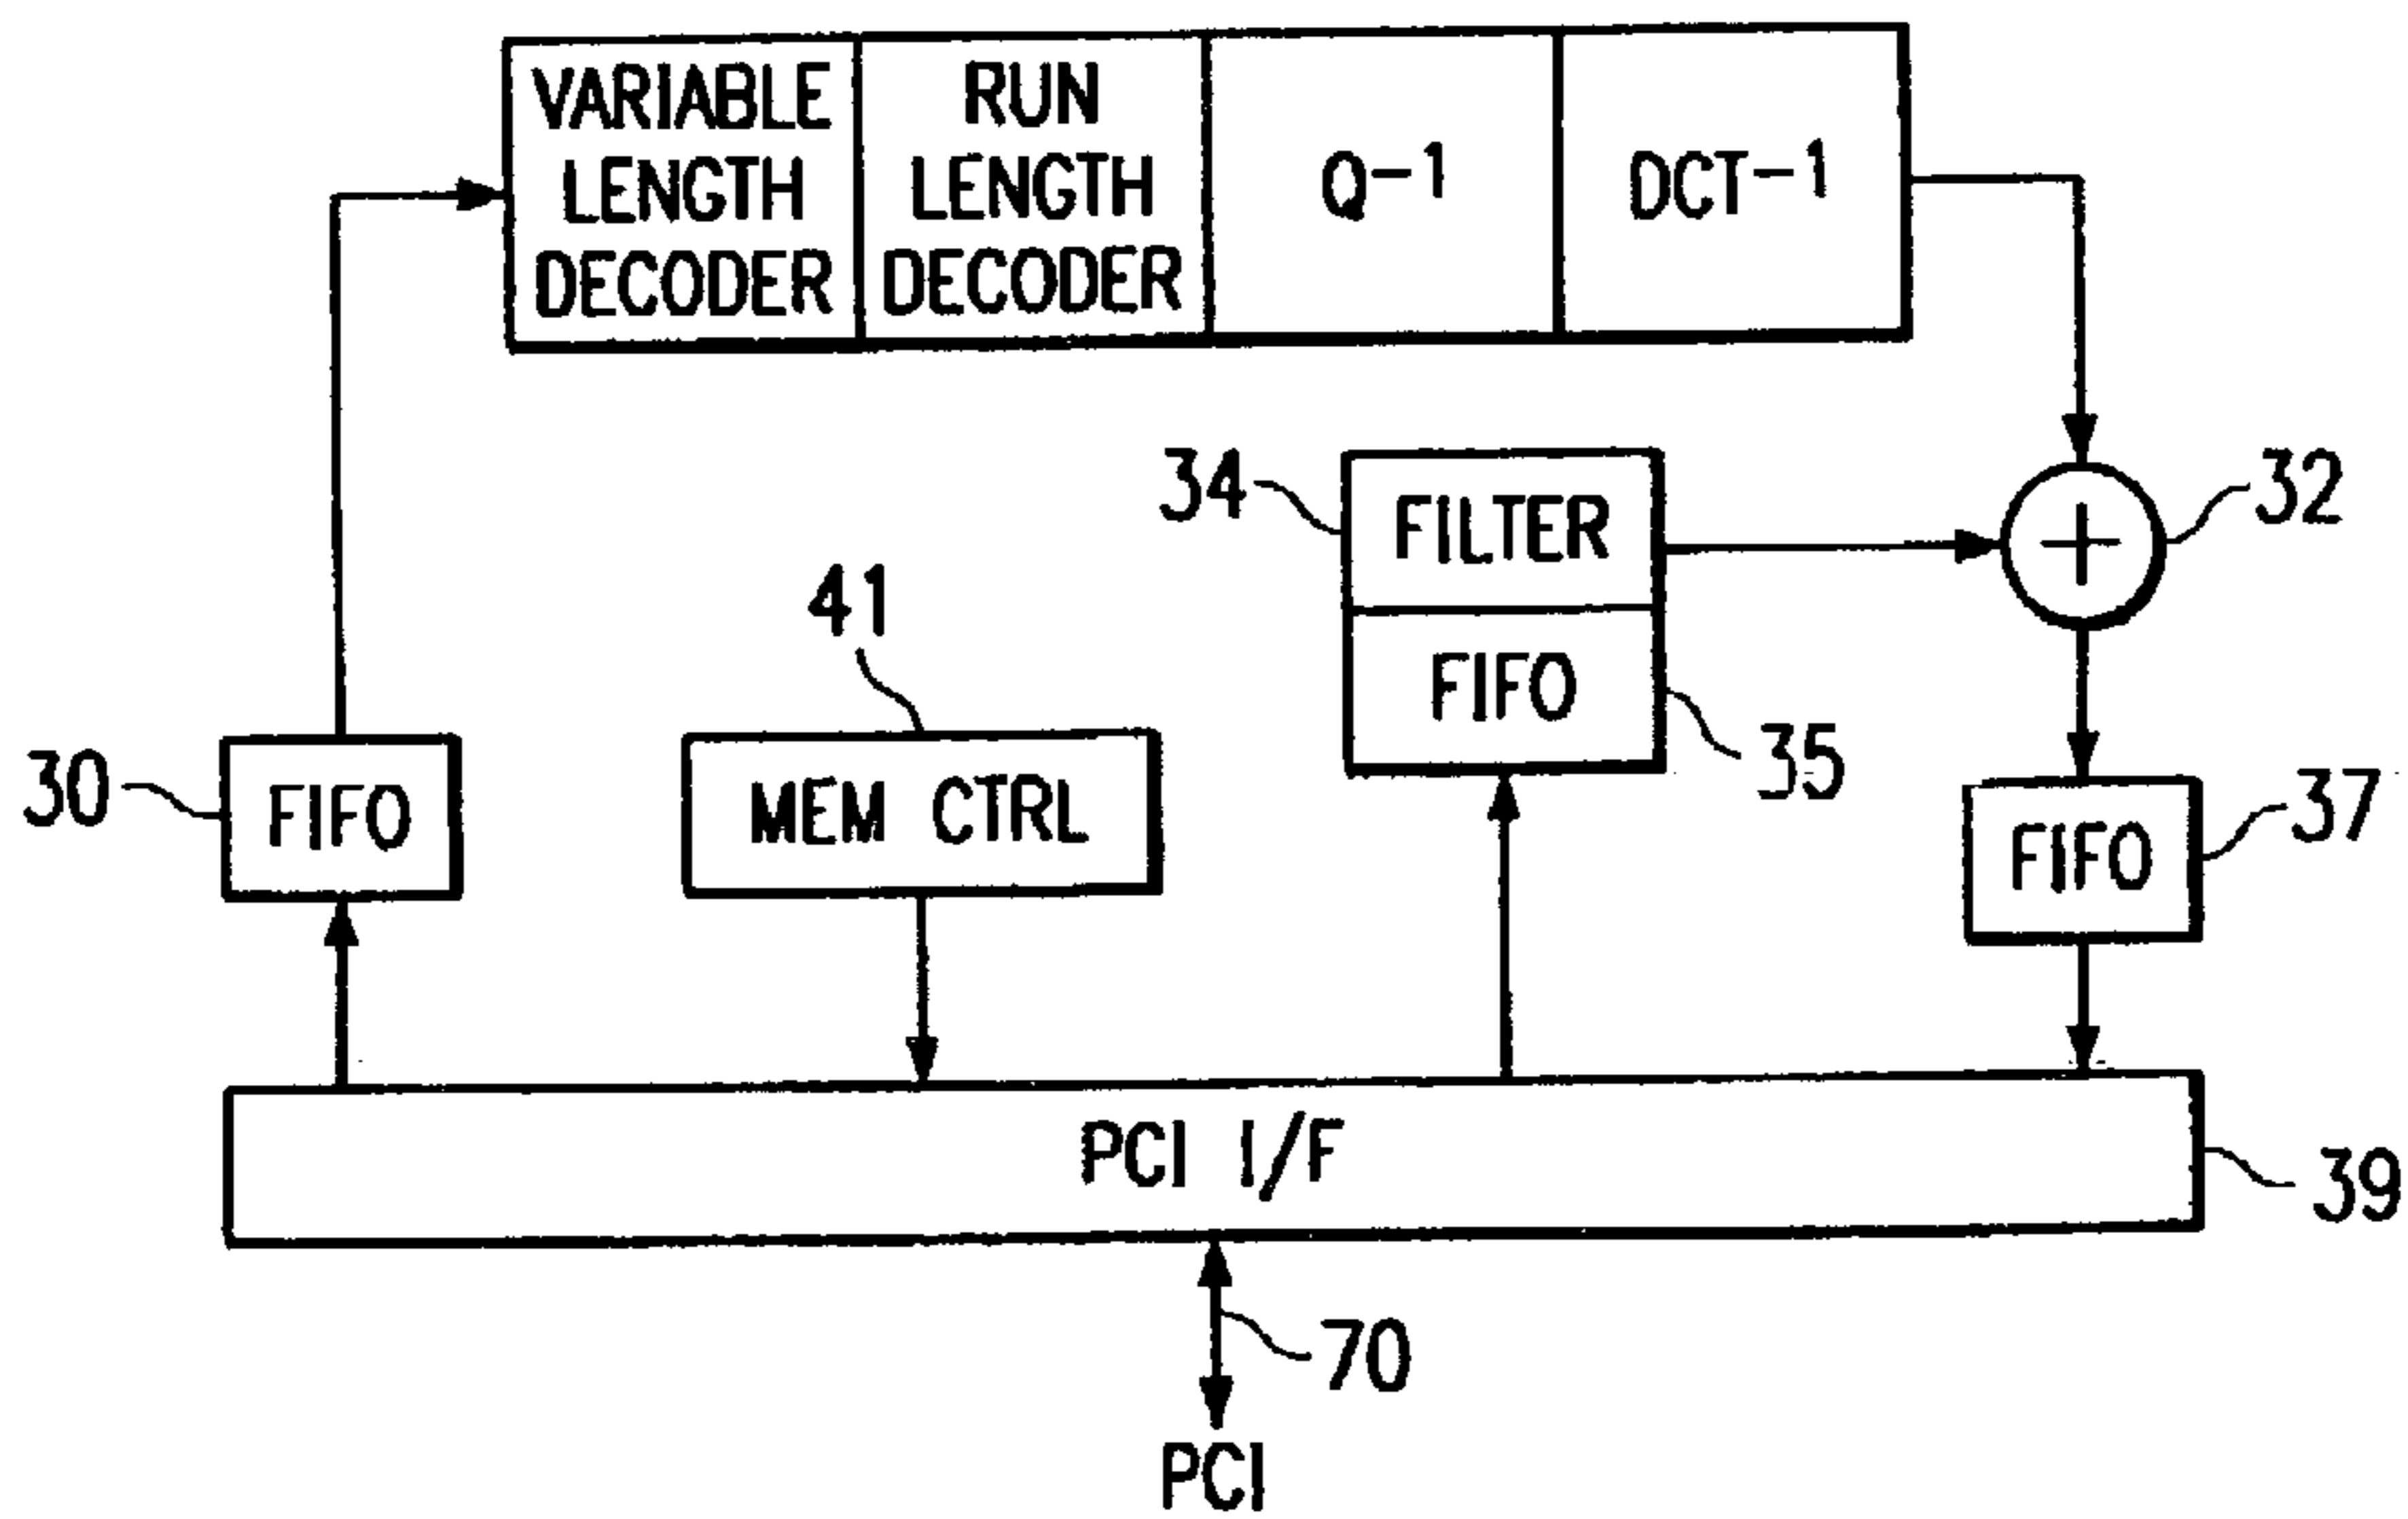 VARIABLE LENGTH DECODER
RUN LENGTH DECODER
Q-1
DCT-1
34
FILTER
32
41
FIFO
35
30
FIFO
MEM CTRL
37
FIFO
PCI I/F
39
70
PCI